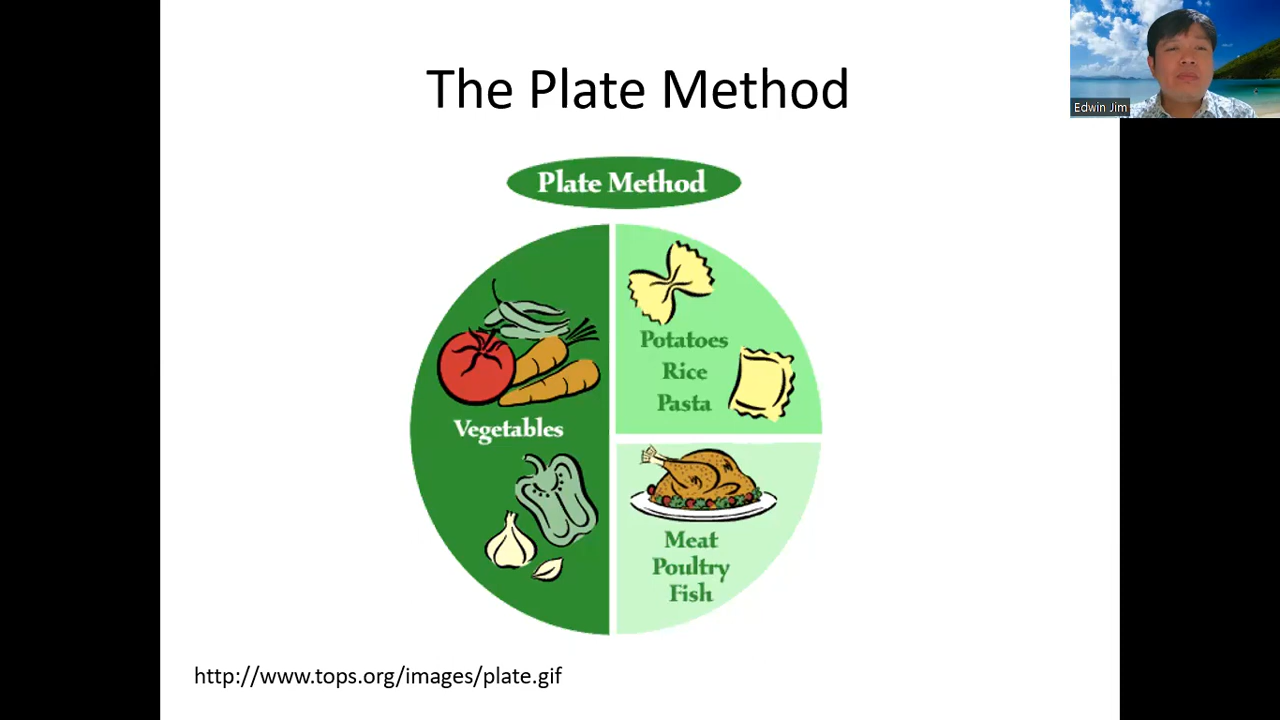 The Plate Method
Edwin Jim
Plate Method
Potatoes
Rice
Pasta
Vegetables
Meat
Poultry
Fish
http://www.tops.org/images/plate.gif